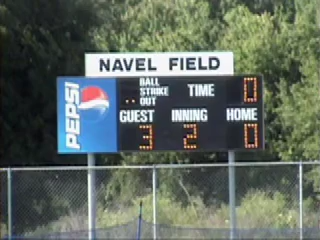 NAVEL FIELD
PEPSI
BALL
STRIKE
OUT
TIME 0
GUEST INNING HOME
3 2 0